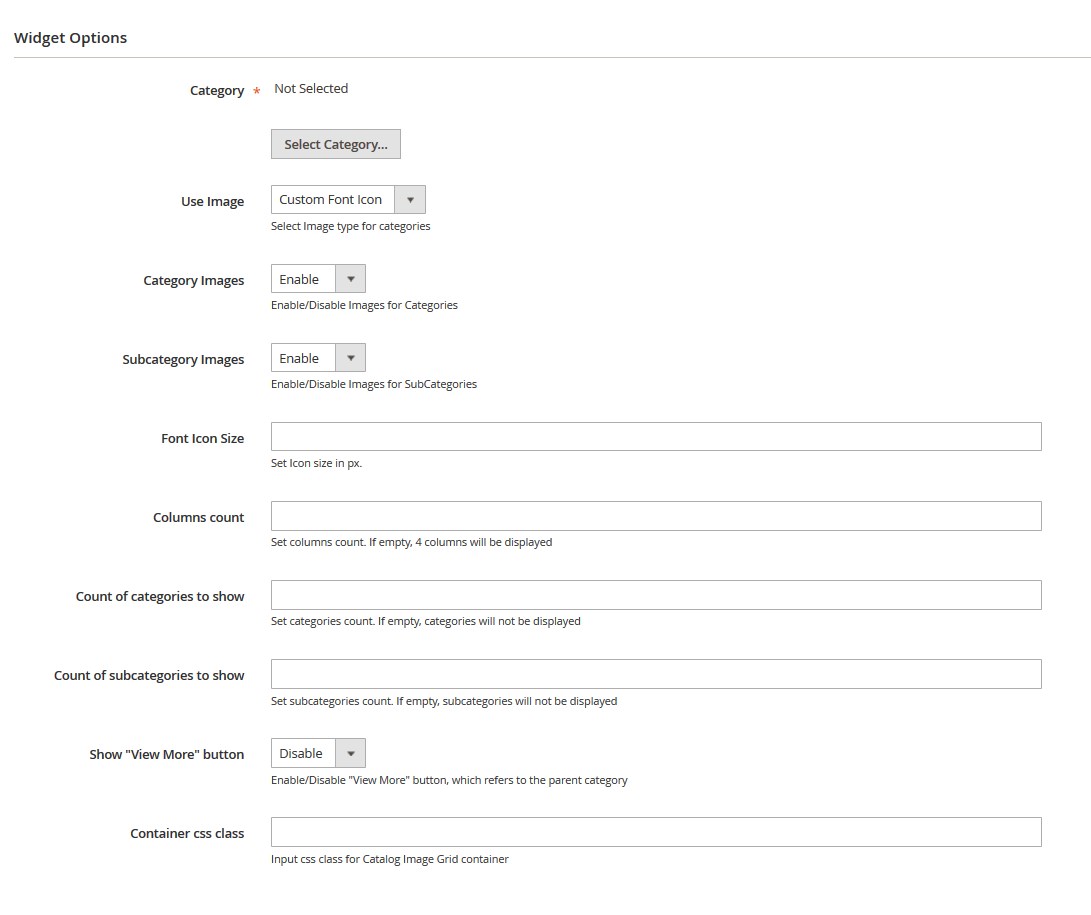 Widget Options
Category * Not Selected
Select Category...
Use Image Custom Font Icon
Select Image type for categories
Category Images Enable
Enable/Disable Images for Categories
Subcategory Images Enable
Enable/Disable Images for SubCategories
Font Icon Size
Set Icon size in px.
Columns count
Set columns count. If empty, 4 columns will be displayed
Count of categories to show
Set categories count. If empty, categories will not be displayed
Count of subcategories to show
Set subcategories count. If empty, subcategories will not be displayed
Show "View More" button Disable
Enable/Disable "View More" button, which refers to the parent category
Container css class
Input css class for Catalog Image Grid container